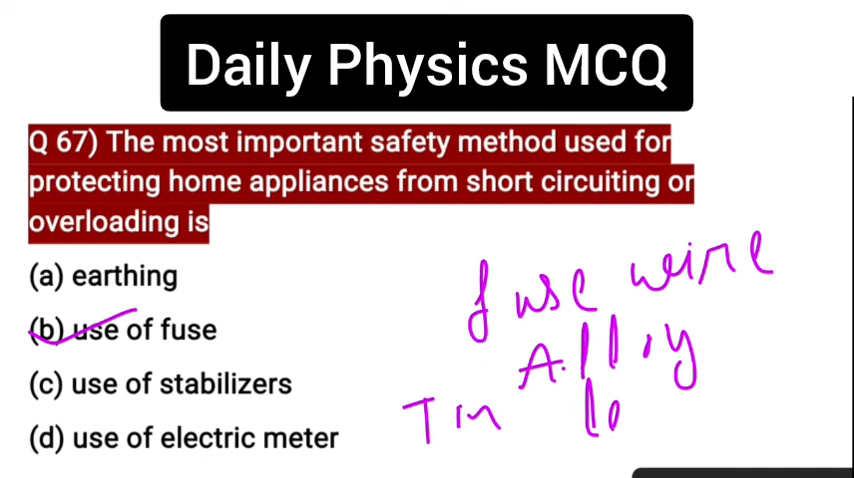 Daily Physics MCQ
Q 67) The most important safety method used for
protecting home appliances from short circuiting or
overloading is
(a) earthing
(b) use of fuse
(c) use of stabilizers
(d) use of electric meter
fuse wire
Alloy
Tin